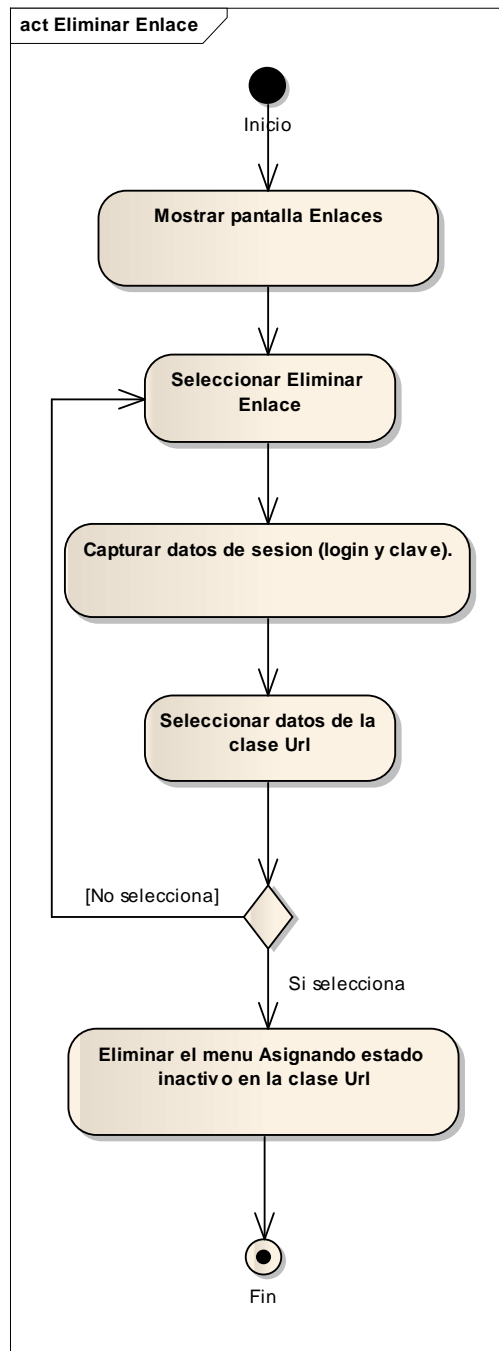 act Eliminar Enlace
Inicio
Mostrar pantalla Enlaces
Seleccionar Eliminar
Enlace
Capturar datos de sesion (login y clave).
Seleccionar datos de la
clase Url
[No selecciona]
Si selecciona
Eliminar el menu Asignando estado
inactivo en la clase Url
Fin